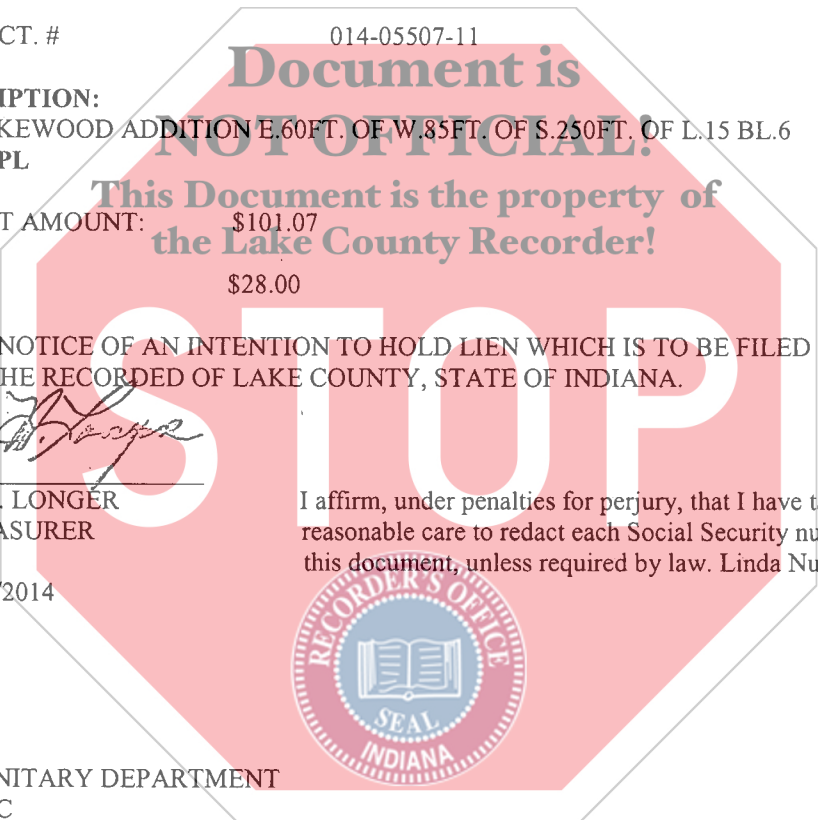 CT. # 014-05507-11
Document is
IPTION:
KEWOOD ADDITION E.60FT. OF W.85FT. OF S.250FT. OF L.15 BL.6
NOT OFFICIAL!
PL
This Document is the property of
T AMOUNT: $101.07
the Lake County Recorder!
$28.00
STOP
NOTICE OF AN INTENTION TO HOLD LIEN WHICH IS TO BE FILED
HE RECORDED OF LAKE COUNTY, STATE OF INDIANA.
. LONGER
ASURER
I affirm, under penalties for perjury, that I have t
reasonable care to redact each Social Security nu
this document, unless required by law. Linda Nu
/2014
RECORDER'S OFFICE
SEAL
INDIANA
NITARY DEPARTMENT
C